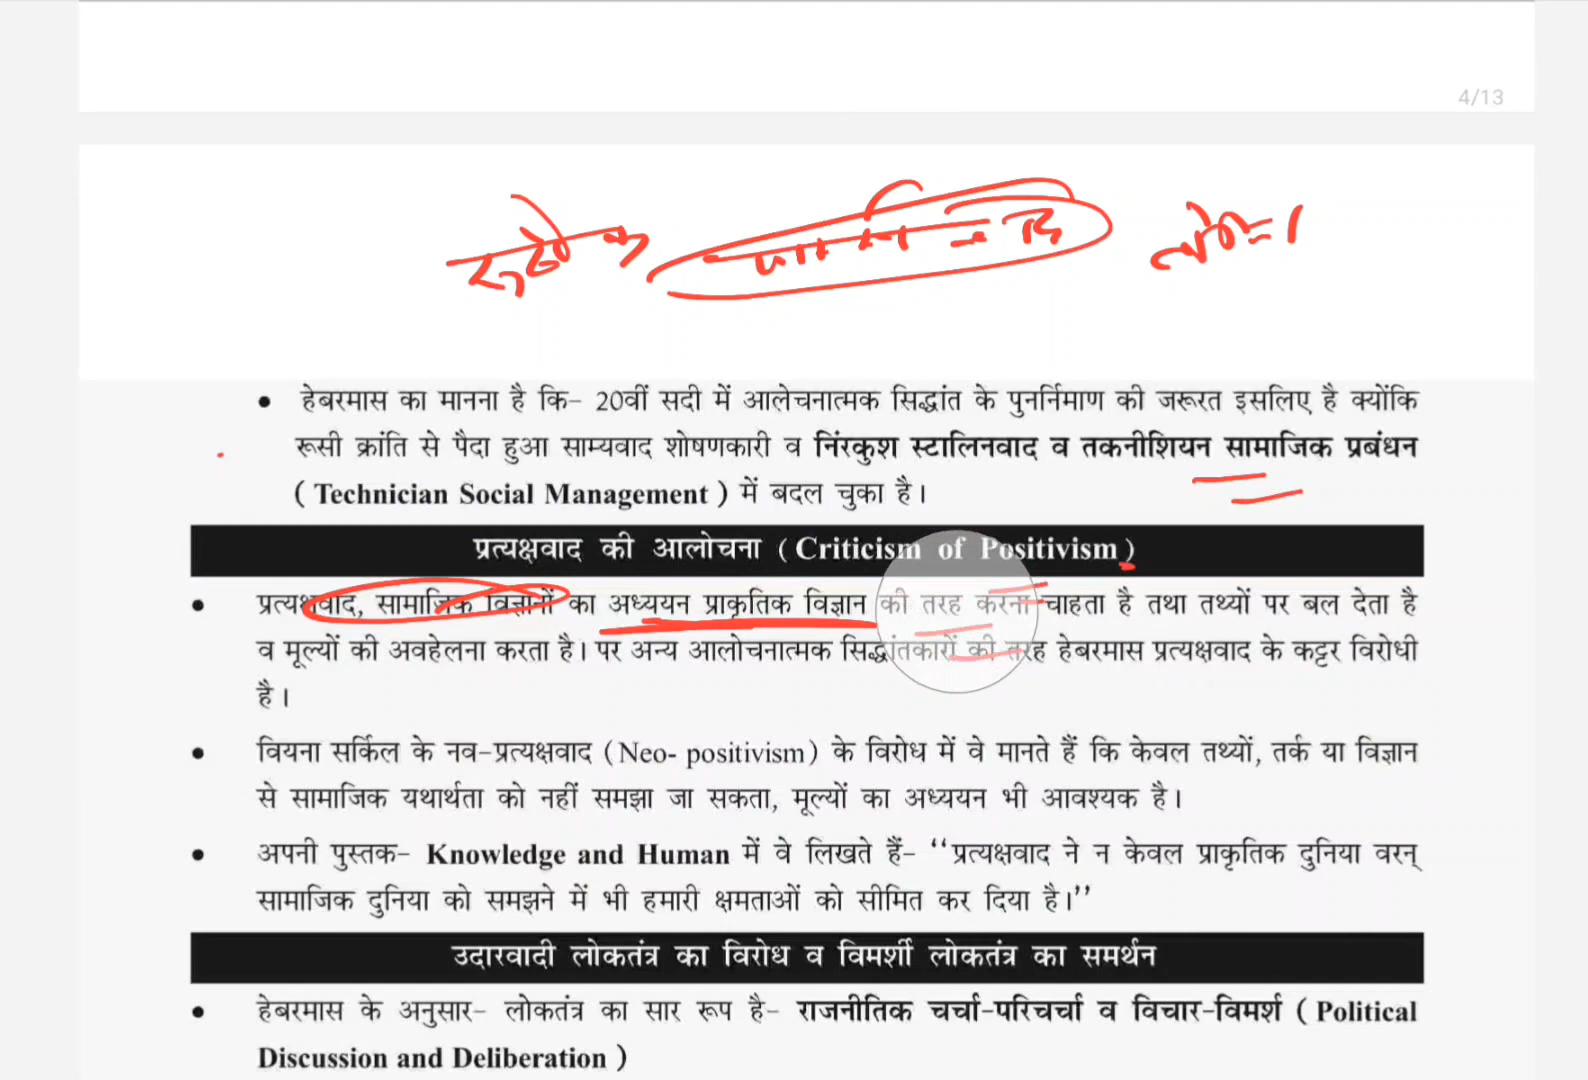 4/13
• हेबरमास का मानना है कि– 20वीं सदी में आलेचनात्मक सिद्धांत के पुनर्निमाण की जरूरत इसलिए है क्योंकि
रूसी क्रांति से पैदा हुआ साम्यवाद शोषणकारी व निंरकुश स्टालिनवाद व तकनीशियन सामाजिक प्रबंधन
( Technician Social Management ) में बदल चुका है।
प्रत्यक्षवाद की आलोचना ( Criticism of Positivism )
• प्रत्यक्षवाद, सामाजिक विज्ञानों का अध्ययन प्राकृतिक विज्ञान की तरह करना चाहता है तथा तथ्यों पर बल देता है
व मूल्यों की अवहेलना करता है। पर अन्य आलोचनात्मक सिद्धांतकारों की तरह हेबरमास प्रत्यक्षवाद के कट्टर विरोधी
है।
• वियना सर्किल के नव-प्रत्यक्षवाद (Neo- positivism) के विरोध में वे मानते हैं कि केवल तथ्यों, तर्क या विज्ञान
से सामाजिक यथार्थता को नहीं समझा जा सकता, मूल्यों का अध्ययन भी आवश्यक है।
• अपनी पुस्तक– Knowledge and Human में वे लिखते हैं– ‘‘प्रत्यक्षवाद ने न केवल प्राकृतिक दुनिया वरन्
सामाजिक दुनिया को समझने में भी हमारी क्षमताओं को सीमित कर दिया है।’’
उदारवादी लोकतंत्र का विरोध व विमर्शी लोकतंत्र का समर्थन
• हेबरमास के अनुसार– लोकतंत्र का सार रूप है– राजनीतिक चर्चा-परिचर्चा व विचार-विमर्श ( Political
Discussion and Deliberation )